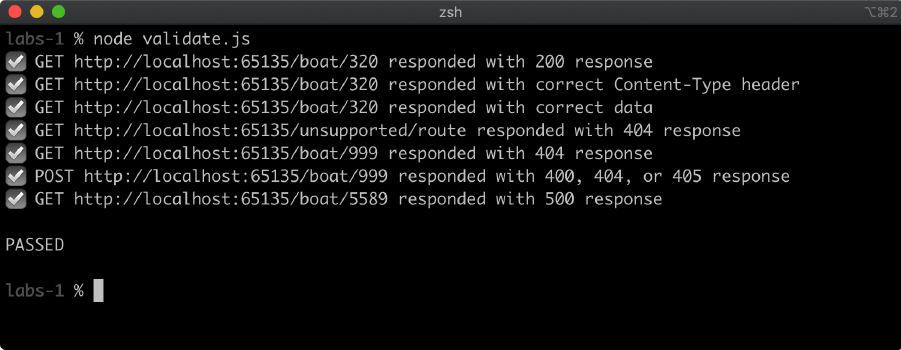 zsh
⌥⌘2
labs-1 % node validate.js
✔ GET http://localhost:65135/boat/320 responded with 200 response
✔ GET http://localhost:65135/boat/320 responded with correct Content-Type header
✔ GET http://localhost:65135/boat/320 responded with correct data
✔ GET http://localhost:65135/unsupported/route responded with 404 response
✔ GET http://localhost:65135/boat/999 responded with 404 response
✔ POST http://localhost:65135/boat/999 responded with 400, 404, or 405 response
✔ GET http://localhost:65135/boat/5589 responded with 500 response
PASSED
labs-1 %